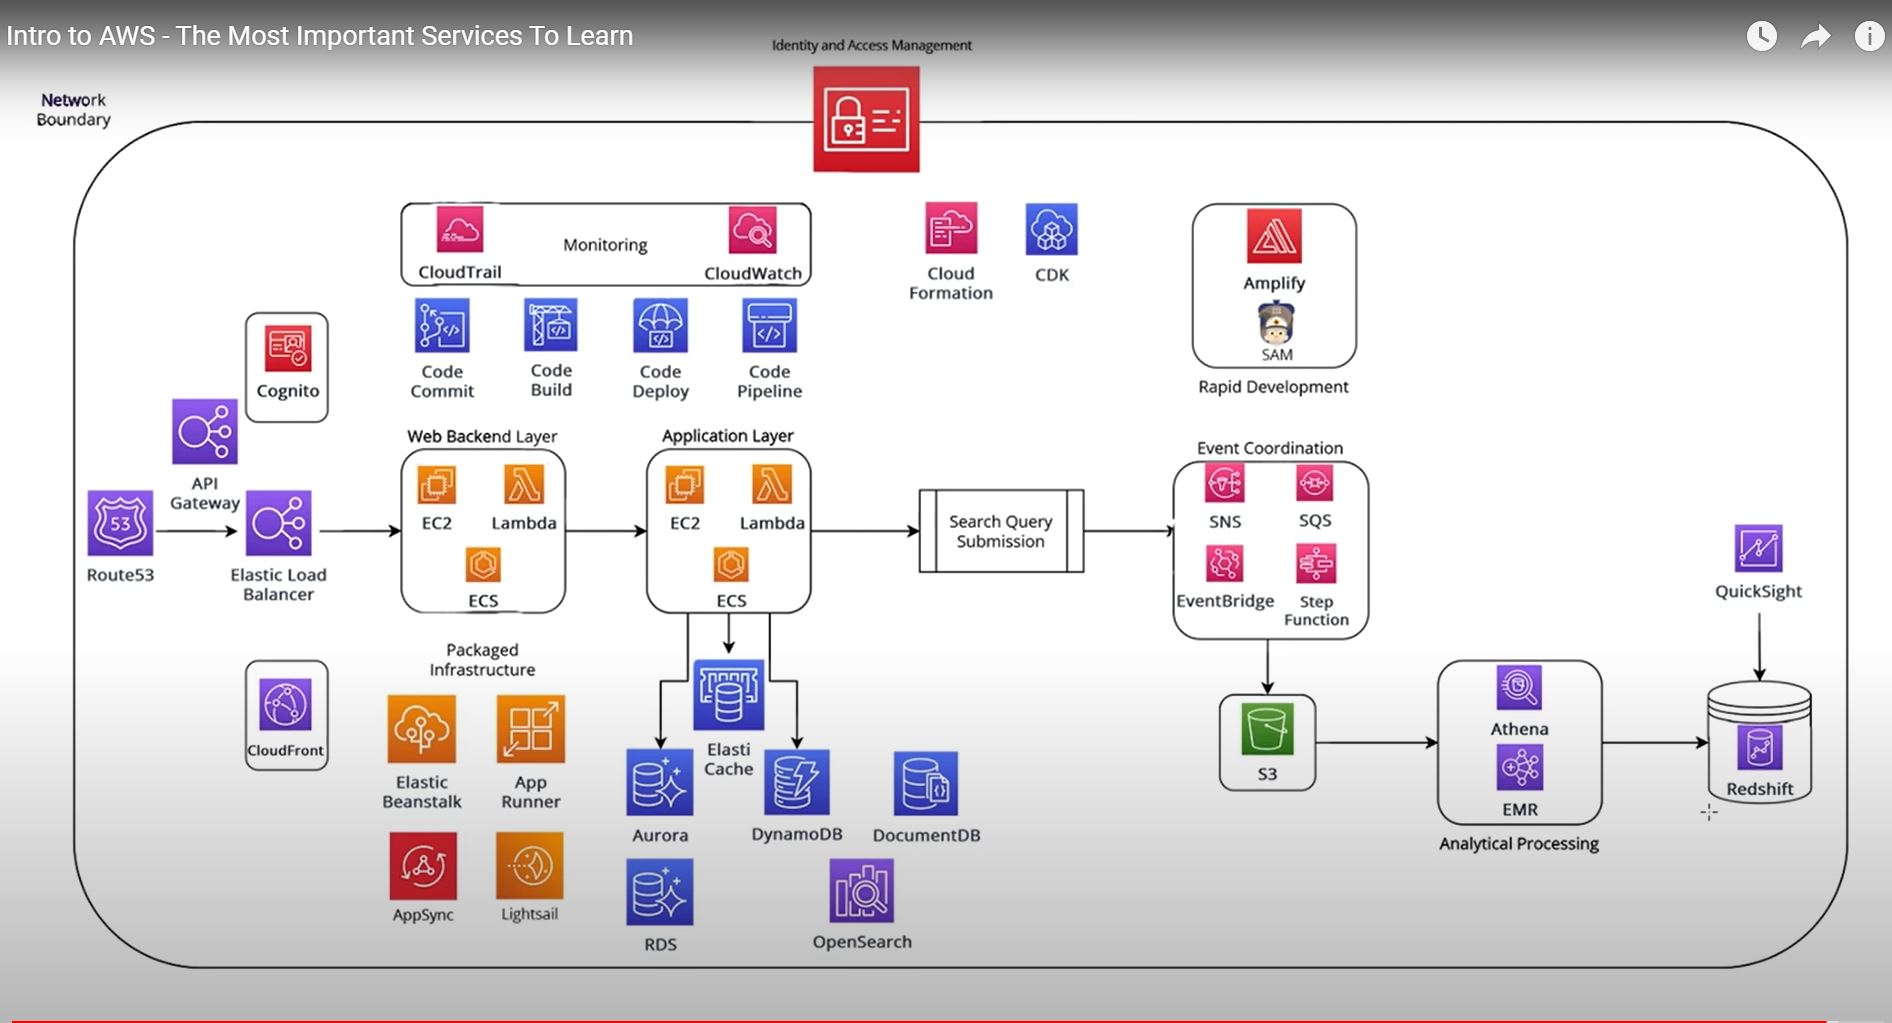 Intro to AWS - The Most Important Services To Learn
Identity and Access Management
Network
Boundary
CloudTrail
Monitoring
CloudWatch
Cloud
Formation
CDK
Amplify
SAM
Rapid Development
Code
Commit
Code
Build
Code
Deploy
Code
Pipeline
Cognito
API
Gateway
53
Route53
Elastic Load
Balancer
Web Backend Layer
EC2
Lambda
ECS
Application Layer
EC2
Lambda
ECS
Search Query
Submission
Event Coordination
SNS
SQS
EventBridge
Step
Function
QuickSight
CloudFront
Packaged
Infrastructure
Elastic
Beanstalk
App
Runner
AppSync
Lightsail
Elasti
Cache
Aurora
DynamoDB
DocumentDB
RDS
OpenSearch
S3
Athena
EMR
Analytical Processing
Redshift